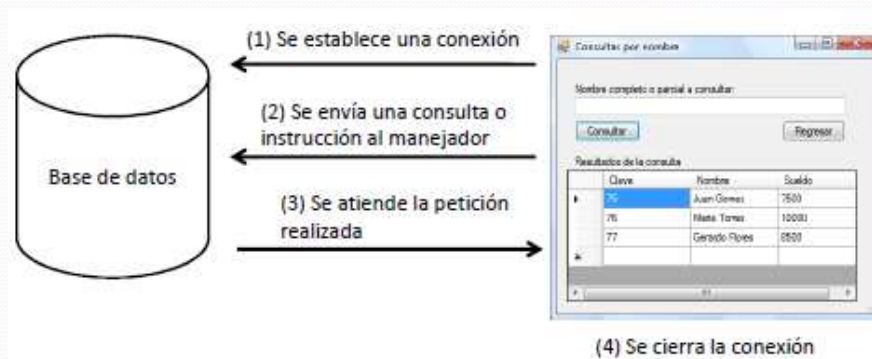 (1) Se establece una conexión
(2) Se envía una consulta o
instrucción al manejador
Base de datos
(3) Se atiende la petición
realizada
Consultas por nombre
Nombre completo o parcial a consultar:
Consultar
Regresar
Resultados de la consulta
Clave Nombre Sueldo
75 Juan Gomez 7500
76 Maria Torres 10000
77 Gerardo Flores 8500
(4) Se cierra la conexión